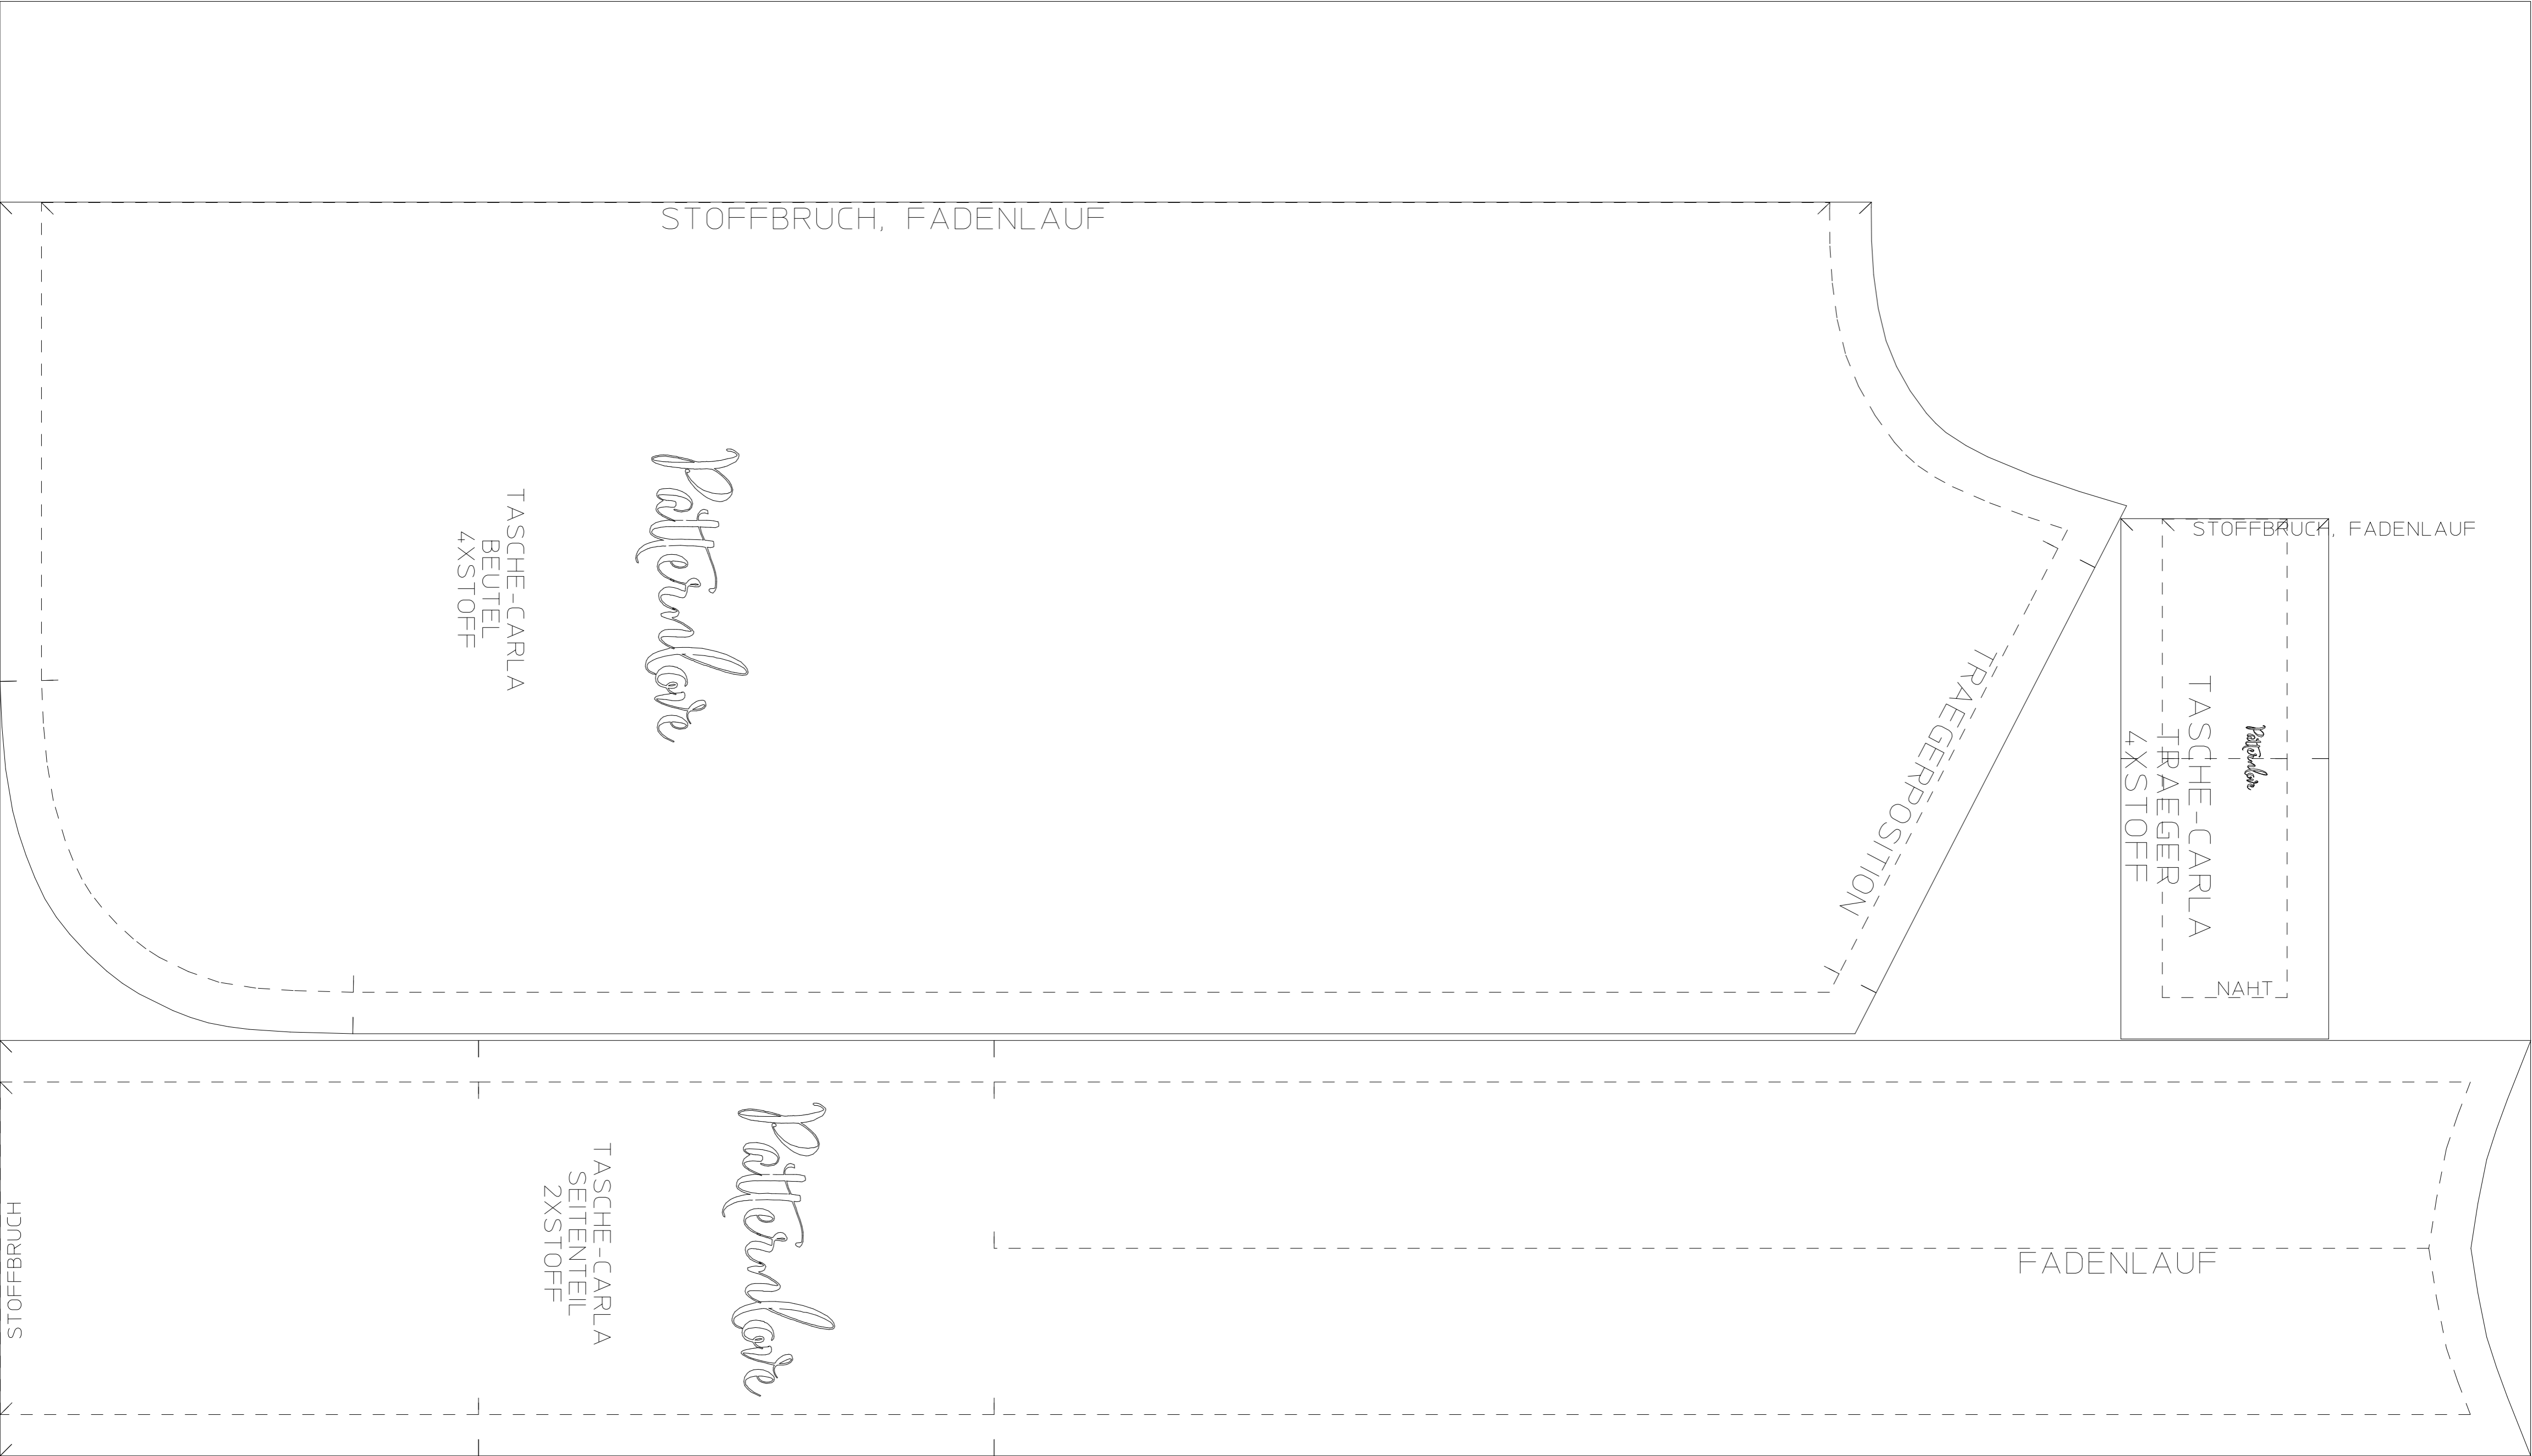 STOFFBRUCH, FADENLAUF
Patternlove
TASCHE-CARLA
BEUTEL
4XSTOFF
TRAEGERPOSITION
STOFFBRUCH, FADENLAUF
Patternlove
TASCHE-CARLA
TRAEGER
4XSTOFF
NAHT
Patternlove
TASCHE-CARLA
SEITENTEIL
2XSTOFF
STOFFBRUCH
FADENLAUF